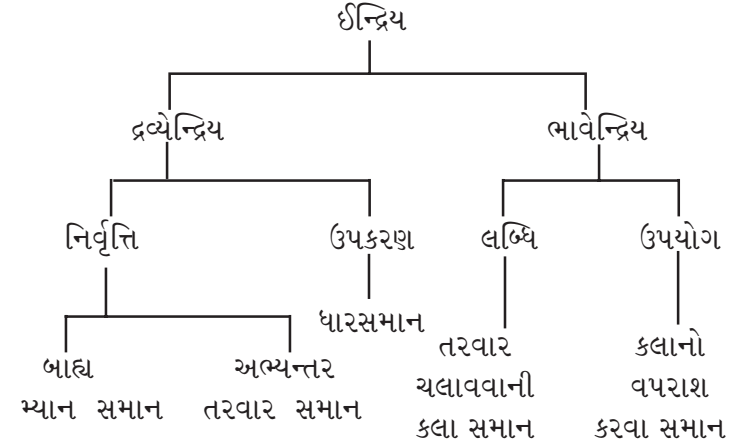 ઈન્દ્રિય
દ્રવ્યેન્દ્રિય
ભાવેન્દ્રિય
નિર્વૃત્તિ
ઉપકરણ
લબ્ધિ
ઉપયોગ
ધારસમાન
બાહ્ય
મ્યાન સમાન
અભ્યન્તર
તરવાર સમાન
તરવાર
ચલાવવાની
કલા સમાન
કલાનો
વપરાશ
કરવા સમાન